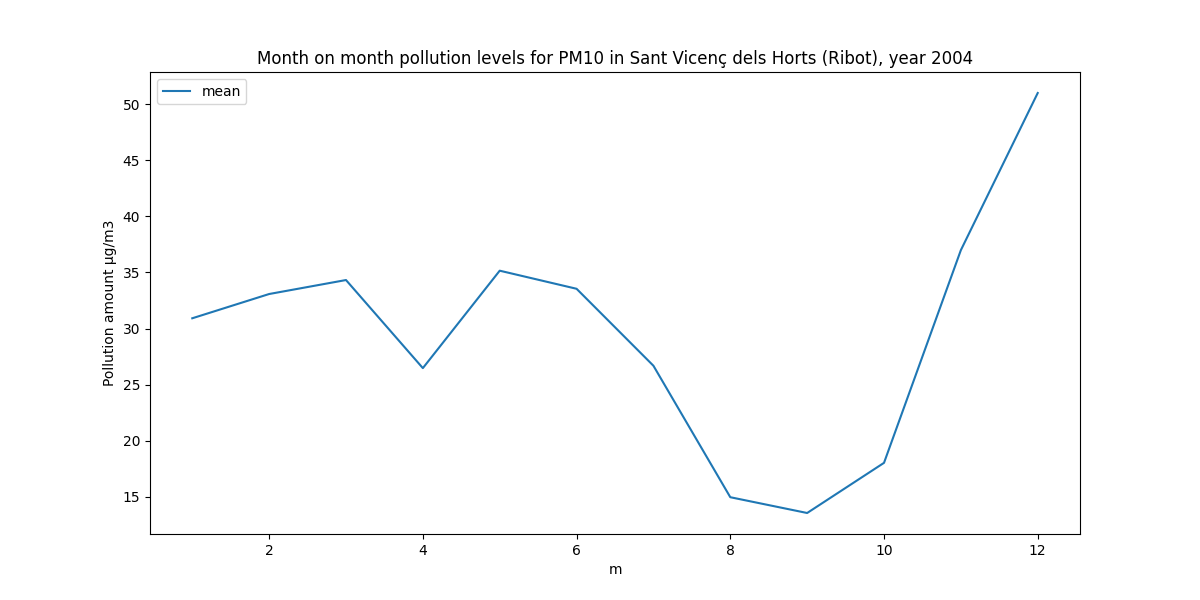 Month on month pollution levels for PM10 in Sant Vicenç dels Horts (Ribot), year 2004
mean
Pollution amount µg/m3
50
45
40
35
30
25
20
15
2 4 6 8 10 12
m